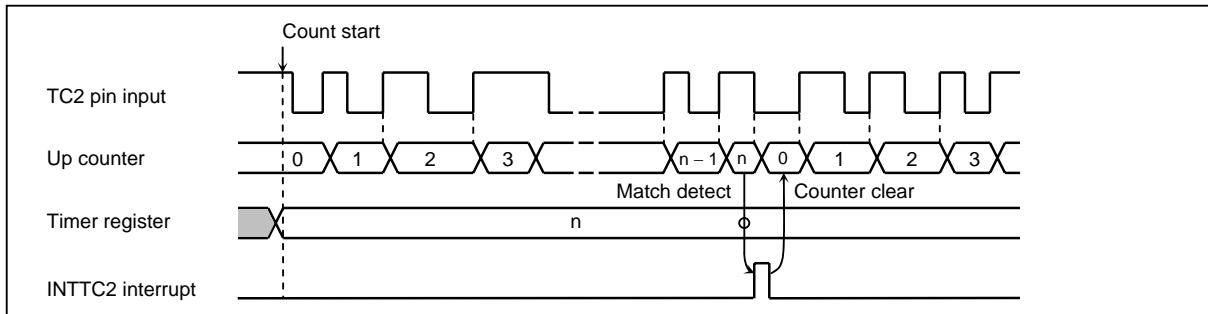 Count start
TC2 pin input
Up counter 0 1 2 3 n – 1 n 0 1 2 3
Match detect Counter clear
Timer register n
INTTC2 interrupt